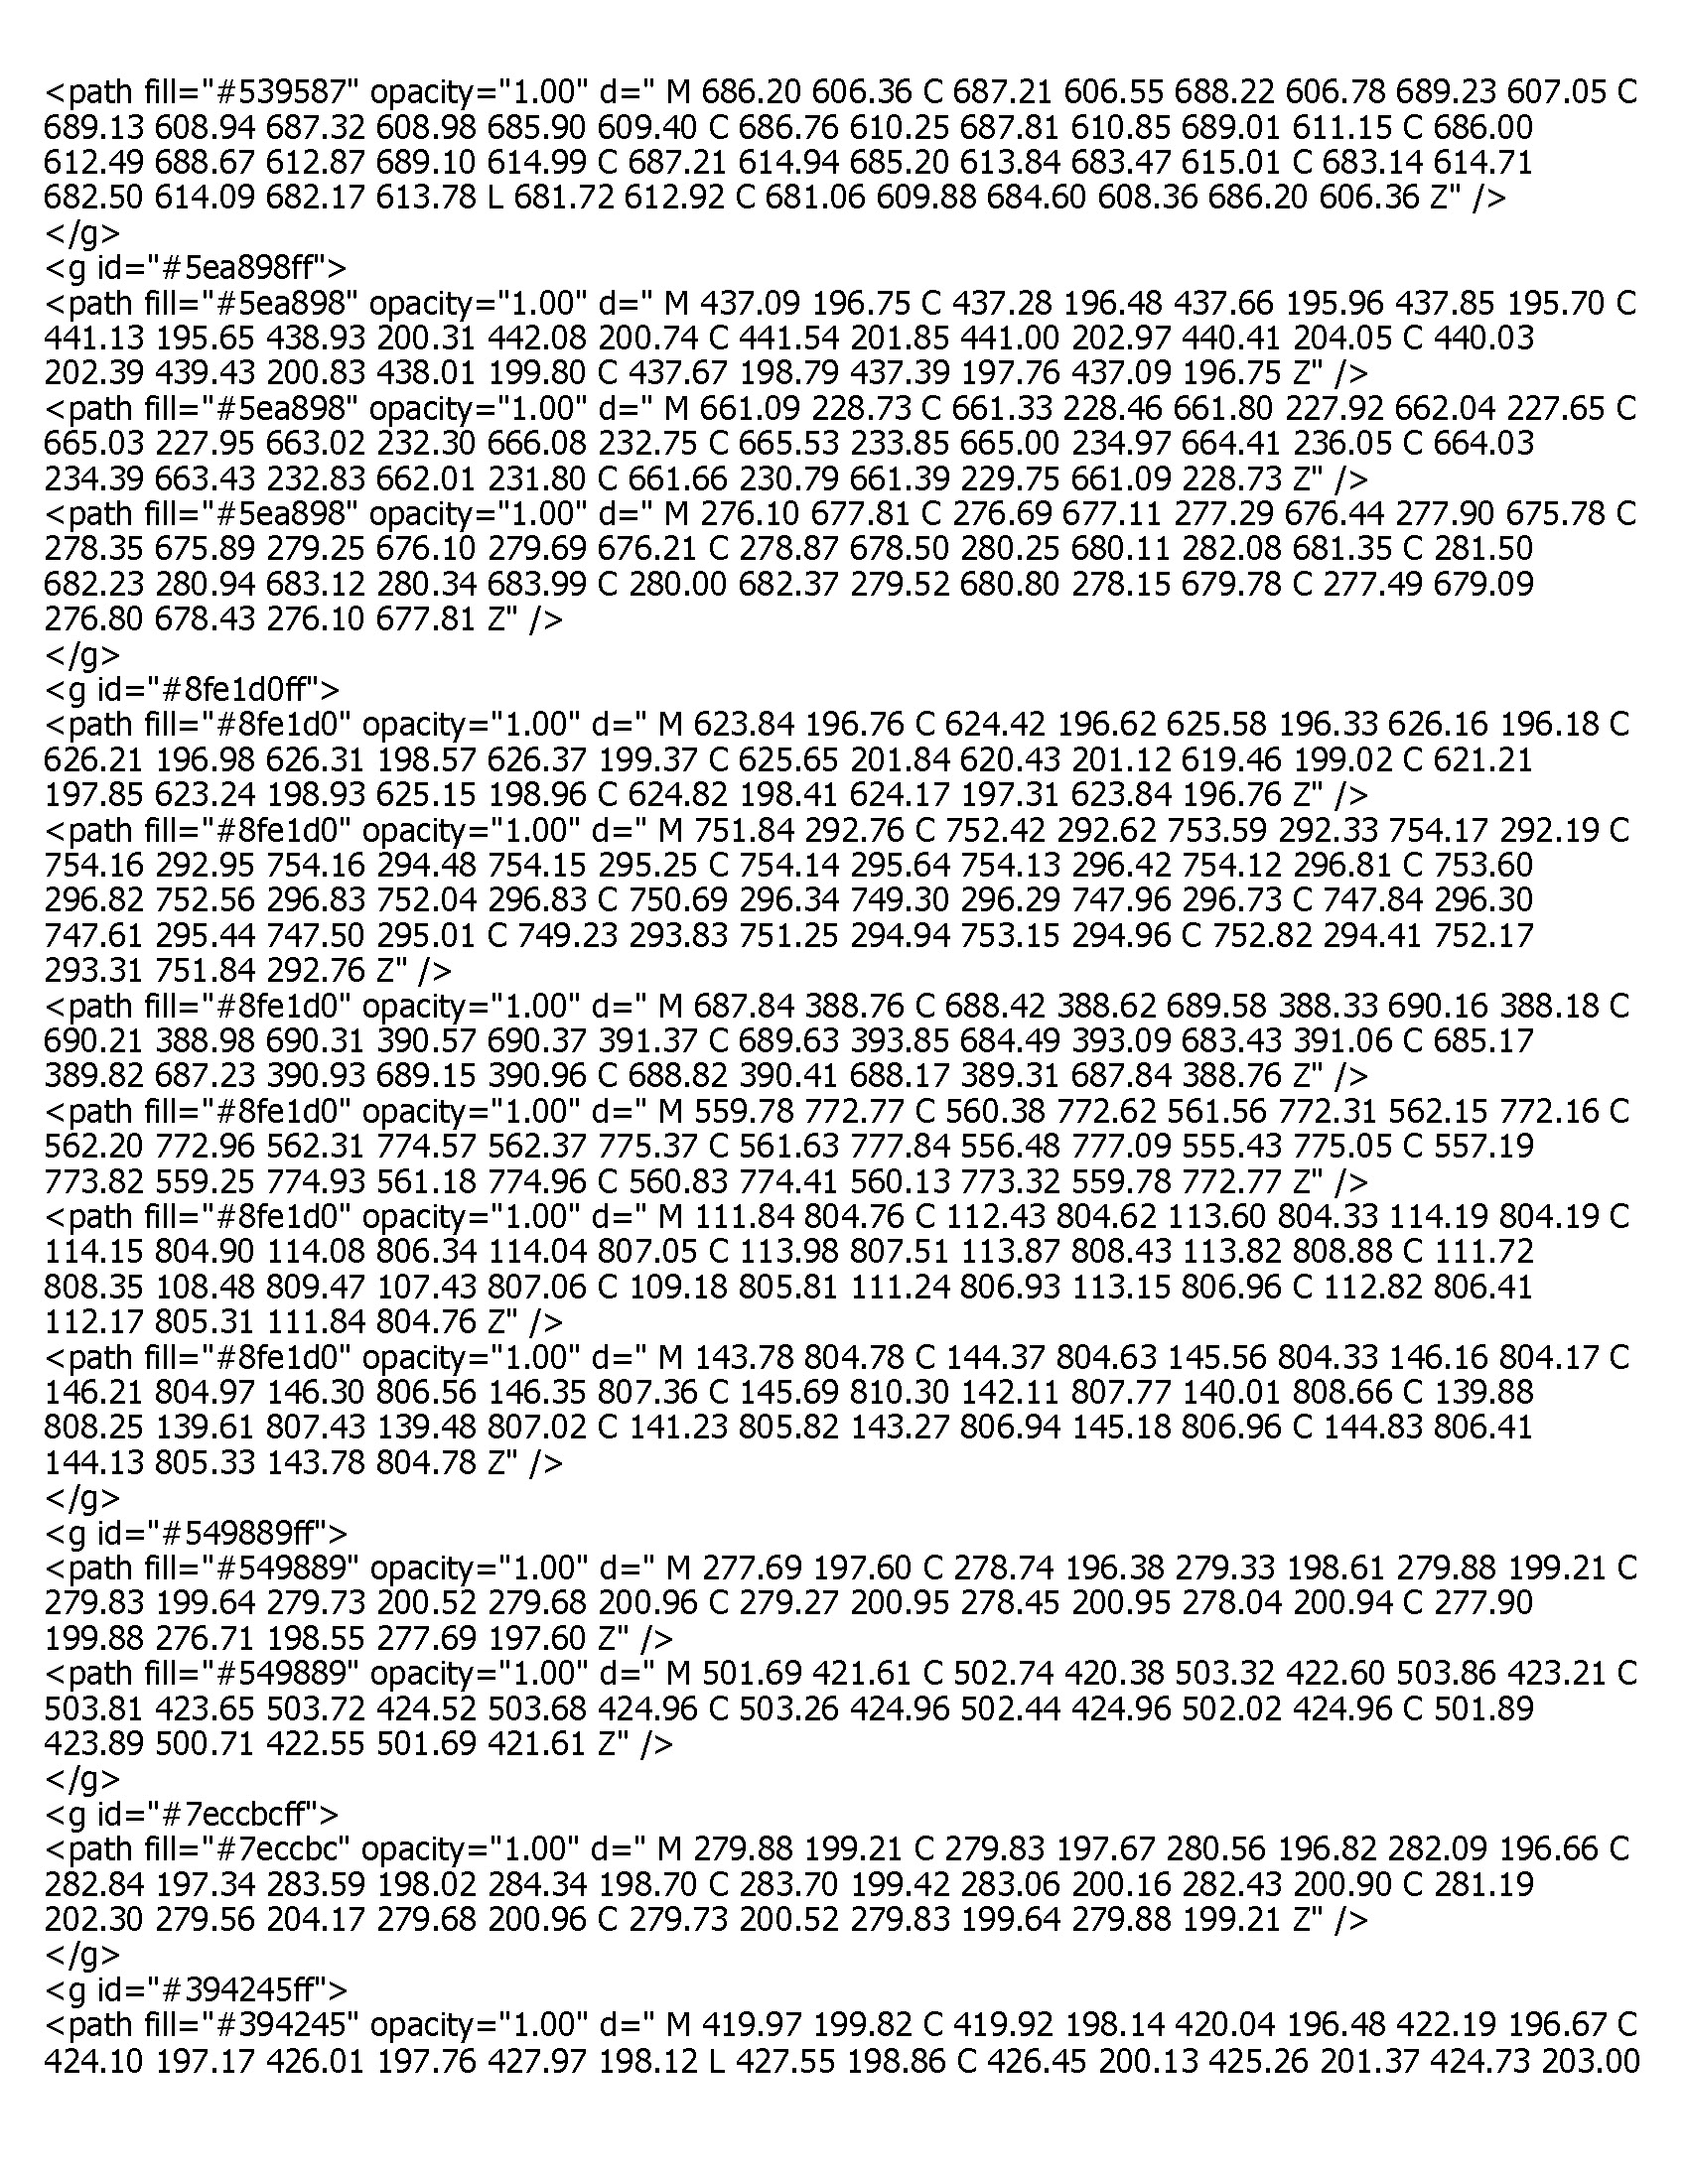 <path fill="#539587" opacity="1.00" d=" M 686.20 606.36 C 687.21 606.55 688.22 606.78 689.23 607.05 C
689.13 608.94 687.32 608.98 685.90 609.40 C 686.76 610.25 687.81 610.85 689.01 611.15 C 686.00
612.49 688.67 612.87 689.10 614.99 C 687.21 614.94 685.20 613.84 683.47 615.01 C 683.14 614.71
682.50 614.09 682.17 613.78 L 681.72 612.92 C 681.06 609.88 684.60 608.36 686.20 606.36 Z" />
</g>
<g id="#5ea898ff">
<path fill="#5ea898" opacity="1.00" d=" M 437.09 196.75 C 437.28 196.48 437.66 195.96 437.85 195.70 C
441.13 195.65 438.93 200.31 442.08 200.74 C 441.54 201.85 441.00 202.97 440.41 204.05 C 440.03
202.39 439.43 200.83 438.01 199.80 C 437.67 198.79 437.39 197.76 437.09 196.75 Z" />
<path fill="#5ea898" opacity="1.00" d=" M 661.09 228.73 C 661.33 228.46 661.80 227.92 662.04 227.65 C
665.03 227.95 663.02 232.30 666.08 232.75 C 665.53 233.85 665.00 234.97 664.41 236.05 C 664.03
234.39 663.43 232.83 662.01 231.80 C 661.66 230.79 661.39 229.75 661.09 228.73 Z" />
<path fill="#5ea898" opacity="1.00" d=" M 276.10 677.81 C 276.69 677.11 277.29 676.44 277.90 675.78 C
278.35 675.89 279.25 676.10 279.69 676.21 C 278.87 678.50 280.25 680.11 282.08 681.35 C 281.50
682.23 280.94 683.12 280.34 683.99 C 280.00 682.37 279.52 680.80 278.15 679.78 C 277.49 679.09
276.80 678.43 276.10 677.81 Z" />
</g>
<g id="#8fe1d0ff">
<path fill="#8fe1d0" opacity="1.00" d=" M 623.84 196.76 C 624.42 196.62 625.58 196.33 626.16 196.18 C
626.21 196.98 626.31 198.57 626.37 199.37 C 625.65 201.84 620.43 201.12 619.46 199.02 C 621.21
197.85 623.24 198.93 625.15 198.96 C 624.82 198.41 624.17 197.31 623.84 196.76 Z" />
<path fill="#8fe1d0" opacity="1.00" d=" M 751.84 292.76 C 752.42 292.62 753.59 292.33 754.17 292.19 C
754.16 292.95 754.16 294.48 754.15 295.25 C 754.14 295.64 754.13 296.42 754.12 296.81 C 753.60
296.82 752.56 296.83 752.04 296.83 C 750.69 296.34 749.30 296.29 747.96 296.73 C 747.84 296.30
747.61 295.44 747.50 295.01 C 749.23 293.83 751.25 294.94 753.15 294.96 C 752.82 294.41 752.17
293.31 751.84 292.76 Z" />
<path fill="#8fe1d0" opacity="1.00" d=" M 687.84 388.76 C 688.42 388.62 689.58 388.33 690.16 388.18 C
690.21 388.98 690.31 390.57 690.37 391.37 C 689.63 393.85 684.49 393.09 683.43 391.06 C 685.17
389.82 687.23 390.93 689.15 390.96 C 688.82 390.41 688.17 389.31 687.84 388.76 Z" />
<path fill="#8fe1d0" opacity="1.00" d=" M 559.78 772.77 C 560.38 772.62 561.56 772.31 562.15 772.16 C
562.20 772.96 562.31 774.57 562.37 775.37 C 561.63 777.84 556.48 777.09 555.43 775.05 C 557.19
773.82 559.25 774.93 561.18 774.96 C 560.83 774.41 560.13 773.32 559.78 772.77 Z" />
<path fill="#8fe1d0" opacity="1.00" d=" M 111.84 804.76 C 112.43 804.62 113.60 804.33 114.19 804.19 C
114.15 804.90 114.08 806.34 114.04 807.05 C 113.98 807.51 113.87 808.43 113.82 808.88 C 111.72
808.35 108.48 809.47 107.43 807.06 C 109.18 805.81 111.24 806.93 113.15 806.96 C 112.82 806.41
112.17 805.31 111.84 804.76 Z" />
<path fill="#8fe1d0" opacity="1.00" d=" M 143.78 804.78 C 144.37 804.63 145.56 804.33 146.16 804.17 C
146.21 804.97 146.30 806.56 146.35 807.36 C 145.69 810.30 142.11 807.77 140.01 808.66 C 139.88
808.25 139.61 807.43 139.48 807.02 C 141.23 805.82 143.27 806.94 145.18 806.96 C 144.83 806.41
144.13 805.33 143.78 804.78 Z" />
</g>
<g id="#549889ff">
<path fill="#549889" opacity="1.00" d=" M 277.69 197.60 C 278.74 196.38 279.33 198.61 279.88 199.21 C
279.83 199.64 279.73 200.52 279.68 200.96 C 279.27 200.95 278.45 200.95 278.04 200.94 C 277.90
199.88 276.71 198.55 277.69 197.60 Z" />
<path fill="#549889" opacity="1.00" d=" M 501.69 421.61 C 502.74 420.38 503.32 422.60 503.86 423.21 C
503.81 423.65 503.72 424.52 503.68 424.96 C 503.26 424.96 502.44 424.96 502.02 424.96 C 501.89
423.89 500.71 422.55 501.69 421.61 Z" />
</g>
<g id="#7eccbcff">
<path fill="#7eccbc" opacity="1.00" d=" M 279.88 199.21 C 279.83 197.67 280.56 196.82 282.09 196.66 C
282.84 197.34 283.59 198.02 284.34 198.70 C 283.70 199.42 283.06 200.16 282.43 200.90 C 281.19
202.30 279.56 204.17 279.68 200.96 C 279.73 200.52 279.83 199.64 279.88 199.21 Z" />
</g>
<g id="#394245ff">
<path fill="#394245" opacity="1.00" d=" M 419.97 199.82 C 419.92 198.14 420.04 196.48 422.19 196.67 C
424.10 197.17 426.01 197.76 427.97 198.12 L 427.55 198.86 C 426.45 200.13 425.26 201.37 424.73 203.00